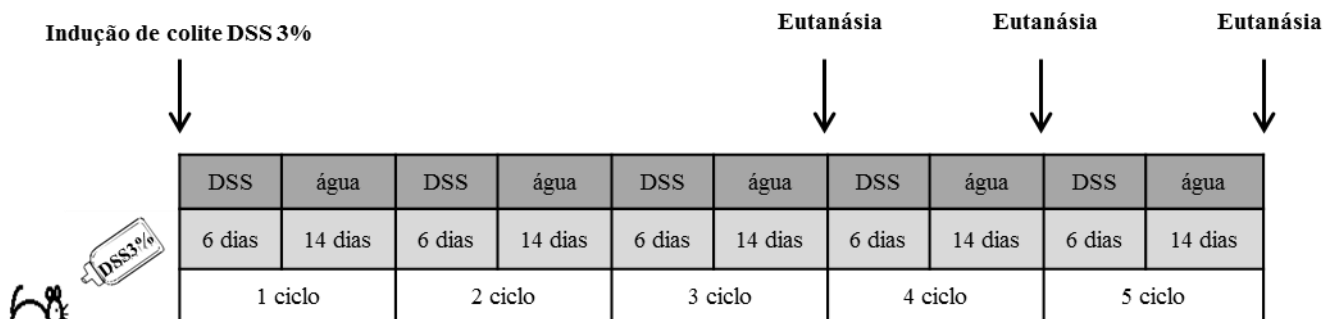 Indução de colite DSS 3%
Eutanásia Eutanásia Eutanásia
DSS água DSS água DSS água DSS água DSS água
6 dias 14 dias 6 dias 14 dias 6 dias 14 dias 6 dias 14 dias 6 dias 14 dias
DSS3%
1 ciclo 2 ciclo 3 ciclo 4 ciclo 5 ciclo